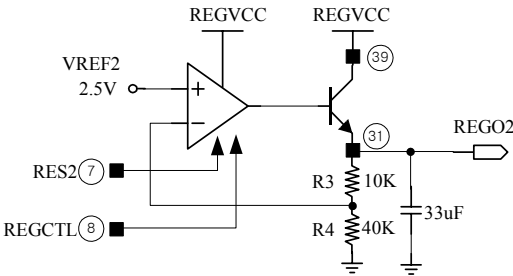 REGVCC
REGVCC
39
VREF2
2.5V
+
−
31
REGO2
RES2
7
R3
10K
REGCTL
8
R4
40K
33uF